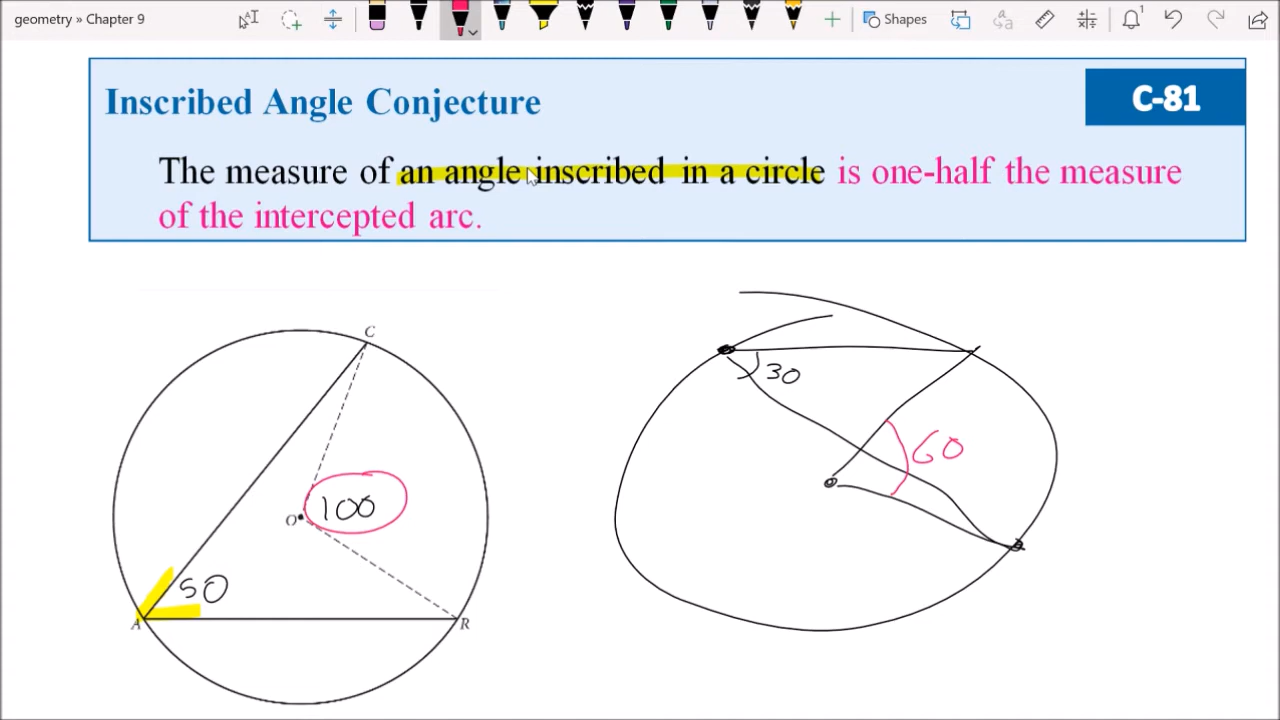 geometry » Chapter 9
Shapes
1
Inscribed Angle Conjecture
C-81
The measure of an angle inscribed in a circle is one-half the measure
of the intercepted arc.
C
30
60
100
O
50
A
R